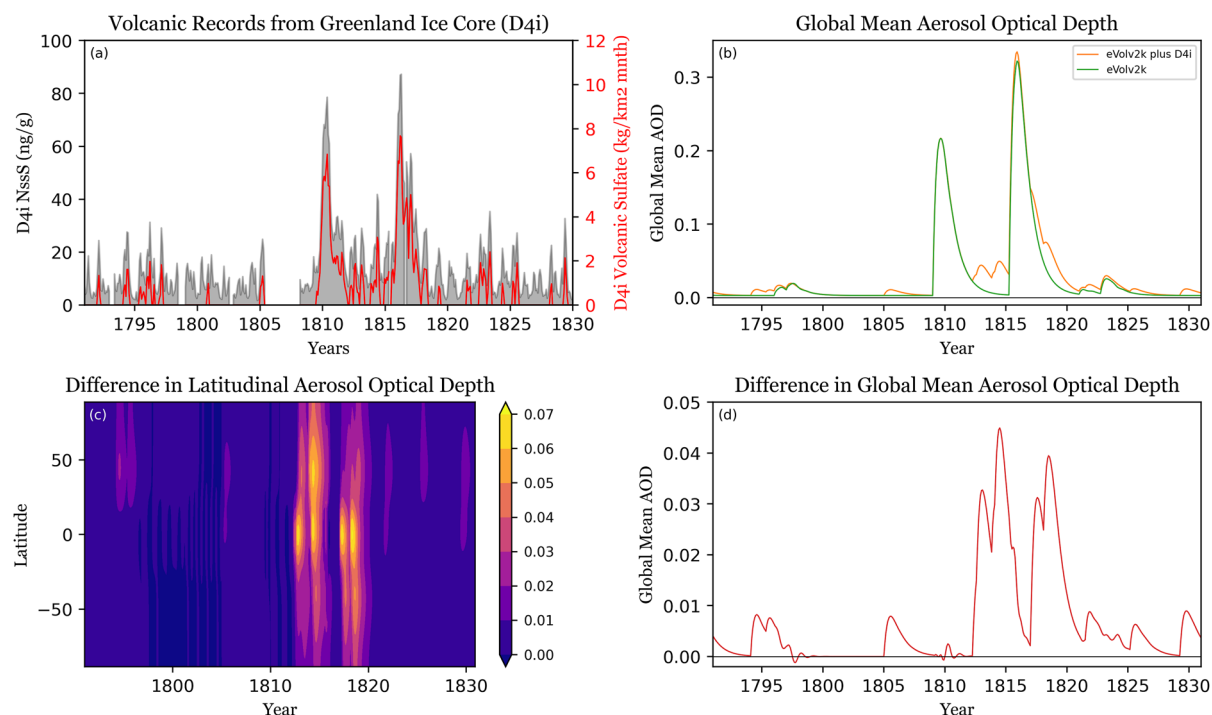 Volcanic Records from Greenland Ice Core (D4i)
(a)
100
80
60
40
20
0
D4i NssS (ng/g)
12
10
8
6
4
2
0
D4i Volcanic Sulfate (kg/km2 mnth)
1795 1800 1805 1810 1815 1820 1825 1830
Years
Global Mean Aerosol Optical Depth
(b)
eVolv2k plus D4i
eVolv2k
0.3
0.2
0.1
0.0
Global Mean AOD
1795 1800 1805 1810 1815 1820 1825 1830
Year
Difference in Latitudinal Aerosol Optical Depth
(c)
50
0
−50
Latitude
0.07
0.06
0.05
0.04
0.03
0.02
0.01
0.00
1800 1810 1820 1830
Year
Difference in Global Mean Aerosol Optical Depth
(d)
0.05
0.04
0.03
0.02
0.01
0.00
Global Mean AOD
1795 1800 1805 1810 1815 1820 1825 1830
Year